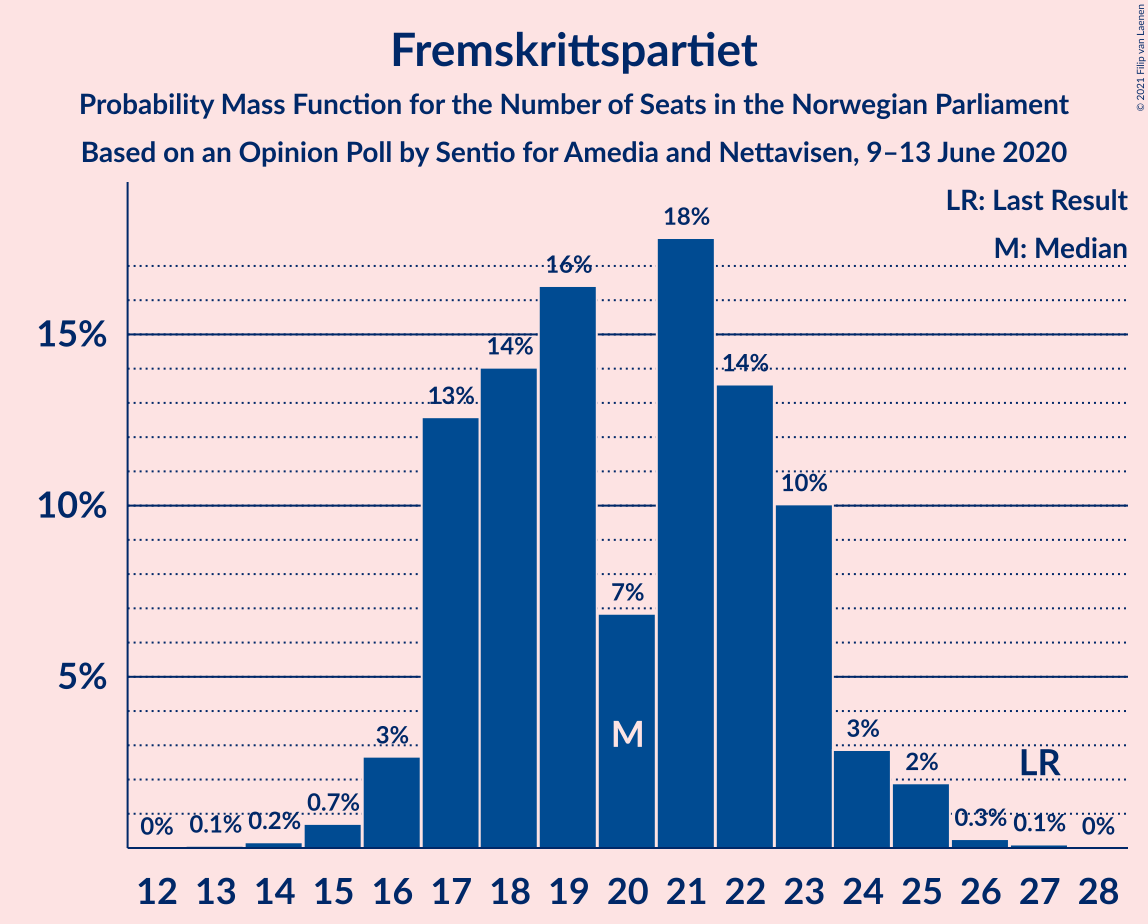 Fremskrittspartiet
Probability Mass Function for the Number of Seats in the Norwegian Parliament
Based on an Opinion Poll by Sentio for Amedia and Nettavisen, 9–13 June 2020
© 2021 Filip van Laenen
LR: Last Result
M: Median
15%
10%
5%
0%
0.1%
0.2%
0.7%
3%
13%
14%
16%
7%
18%
14%
10%
3%
2%
0.3%
0.1%
0%
M
LR
12 13 14 15 16 17 18 19 20 21 22 23 24 25 26 27 28